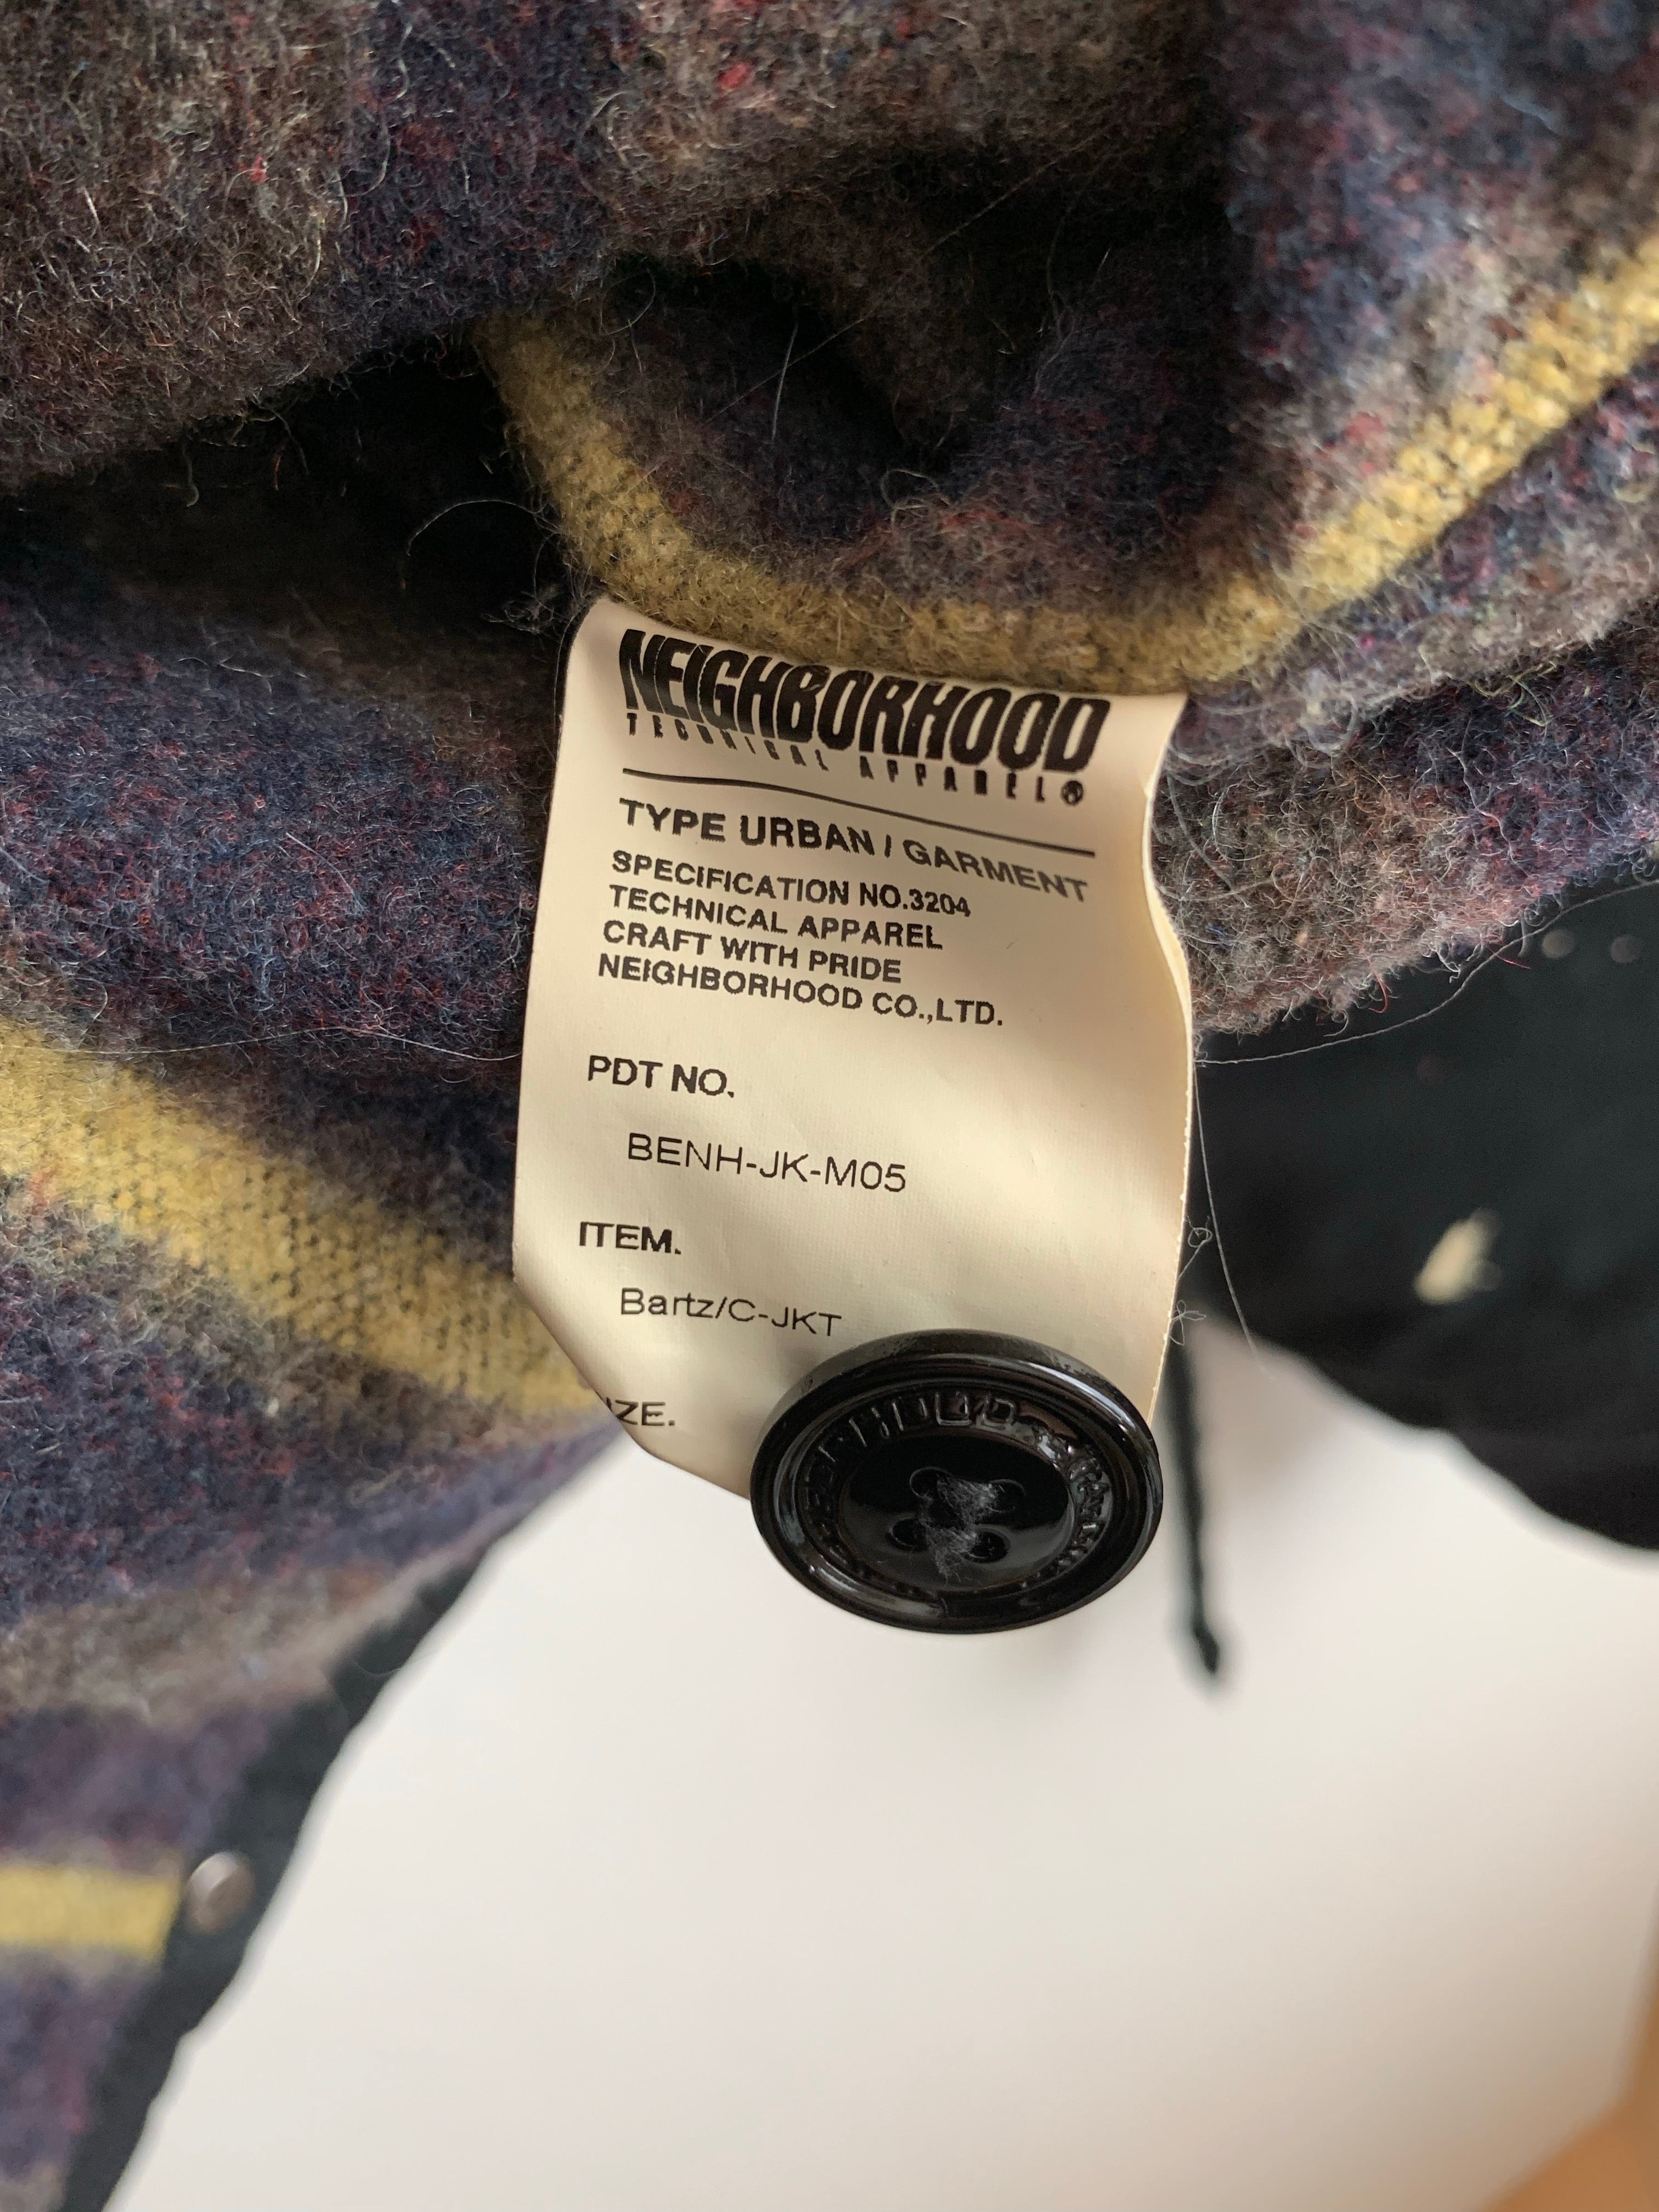 NEIGHBORHOOD
TECHNICAL APPAREL®
TYPE URBAN / GARMENT
SPECIFICATION NO.3204
TECHNICAL APPAREL
CRAFT WITH PRIDE
NEIGHBORHOOD CO.,LTD.
PDT NO.
BENH-JK-M05
ITEM.
Bartz/C-JKT
IZE.